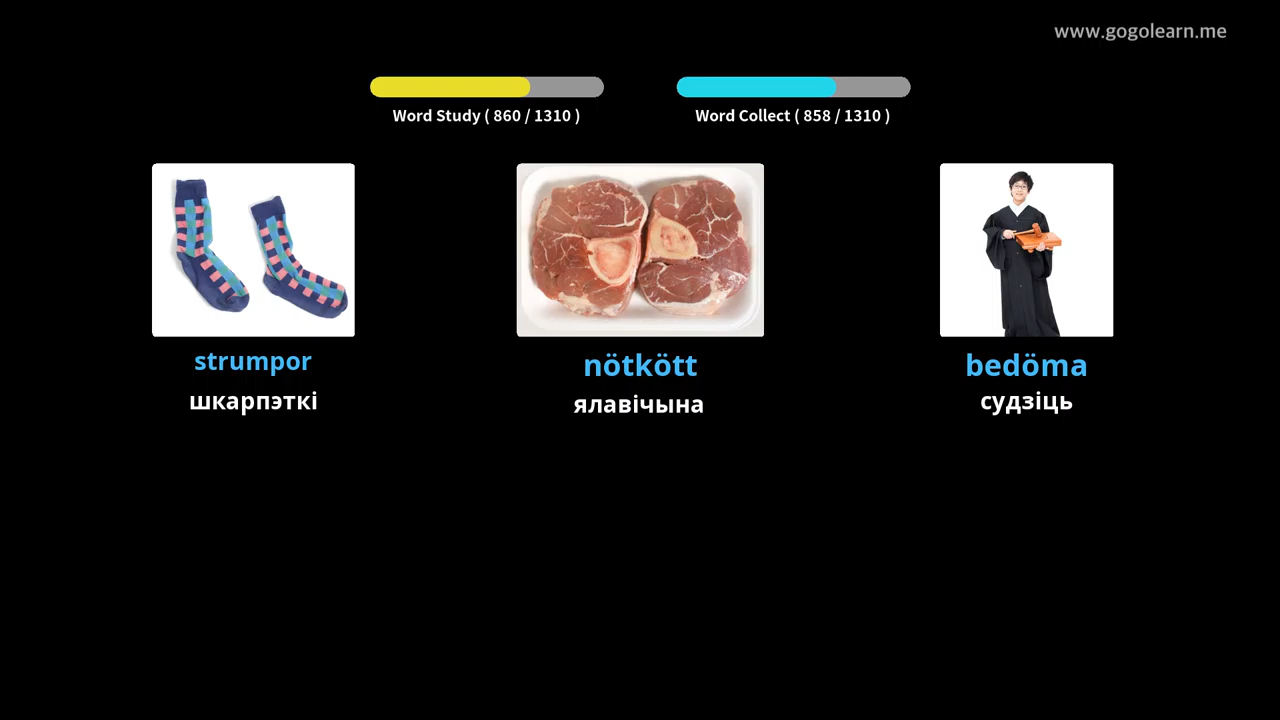 www.gogolearn.me
Word Study ( 860 / 1310 )
Word Collect ( 858 / 1310 )
strumpor
шкарпэткі
nötkött
ялавічына
bedöma
судзіць